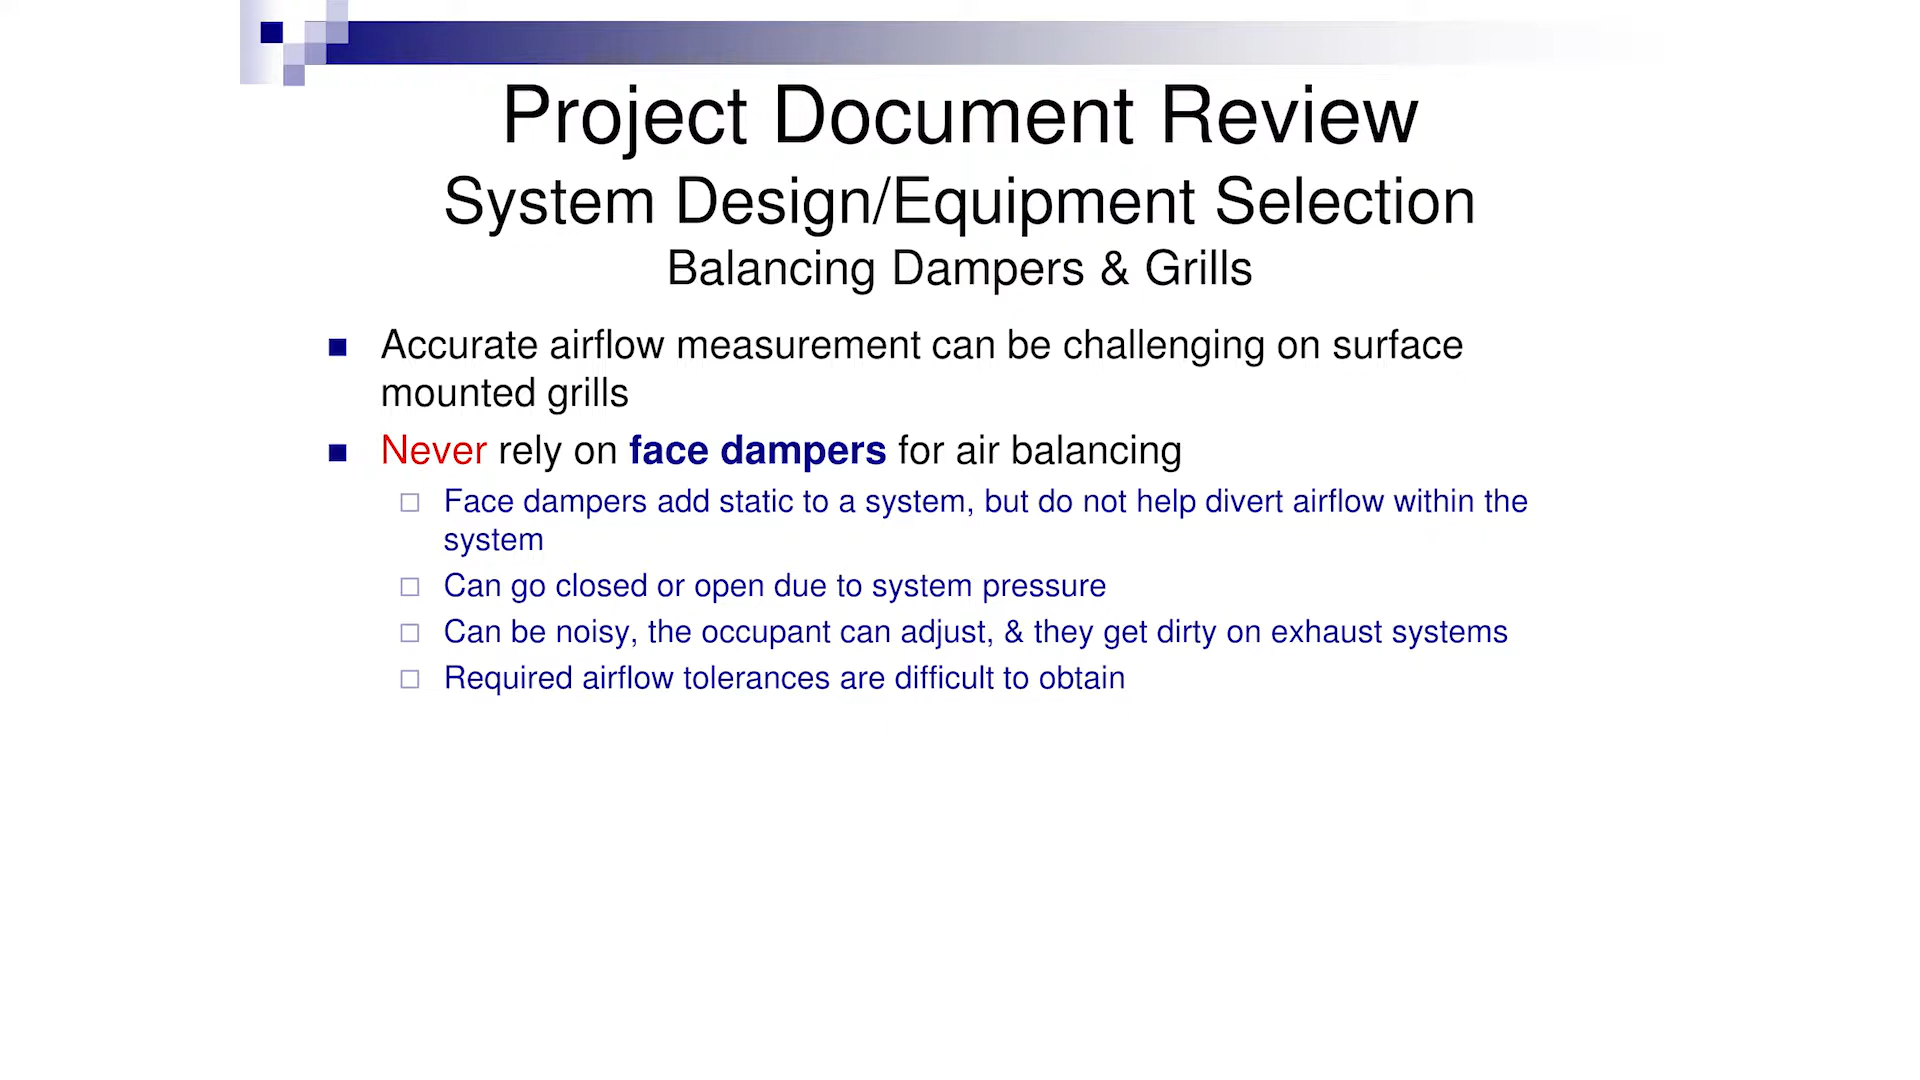 Project Document Review
System Design/Equipment Selection
Balancing Dampers & Grills
Accurate airflow measurement can be challenging on surface
mounted grills
Never rely on face dampers for air balancing
Face dampers add static to a system, but do not help divert airflow within the
system
Can go closed or open due to system pressure
Can be noisy, the occupant can adjust, & they get dirty on exhaust systems
Required airflow tolerances are difficult to obtain